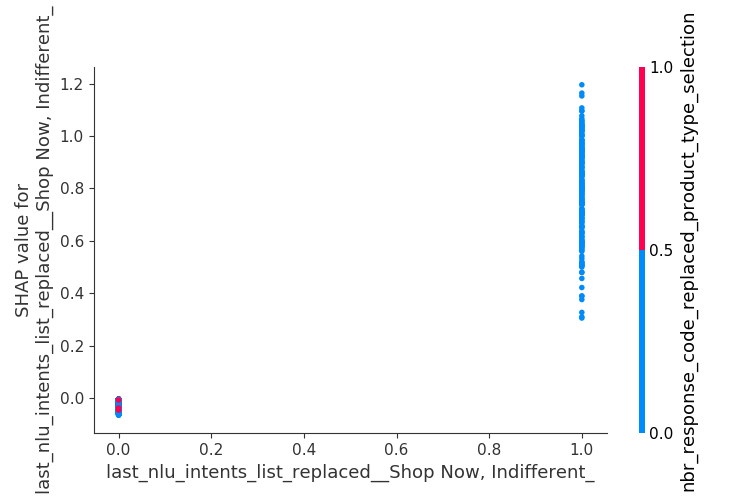 SHAP value for
last_nlu_intents_list_replaced__Shop Now, Indifferent_
1.2
1.0
0.8
0.6
0.4
0.2
0.0
0.0 0.2 0.4 0.6 0.8 1.0
last_nlu_intents_list_replaced__Shop Now, Indifferent_
1.0
0.5
0.0
nbr_response_code_replaced_product_type_selection